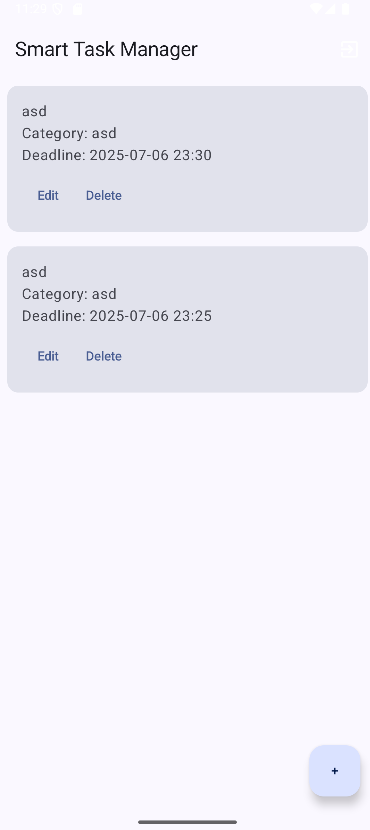 Smart Task Manager
asd
Category: asd
Deadline: 2025-07-06 23:30
Edit Delete
asd
Category: asd
Deadline: 2025-07-06 23:25
Edit Delete
+